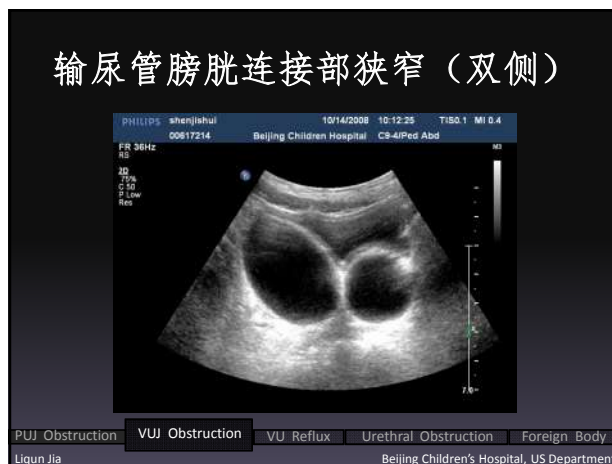 输尿管膀胱连接部狭窄（双侧）
PHILIPS shenjishui 10/14/2008 10:12:25 TIS0.1 MI 0.4
00617214 Beijing Children Hospital C9-4/Ped Abd
FR 36Hz
RS
M3
2D
75%
C 50
P Low
Res
PUJ Obstruction VUJ Obstruction VU Reflux Urethral Obstruction Foreign Body
Liqun Jia Beijing Children's Hospital, US Department